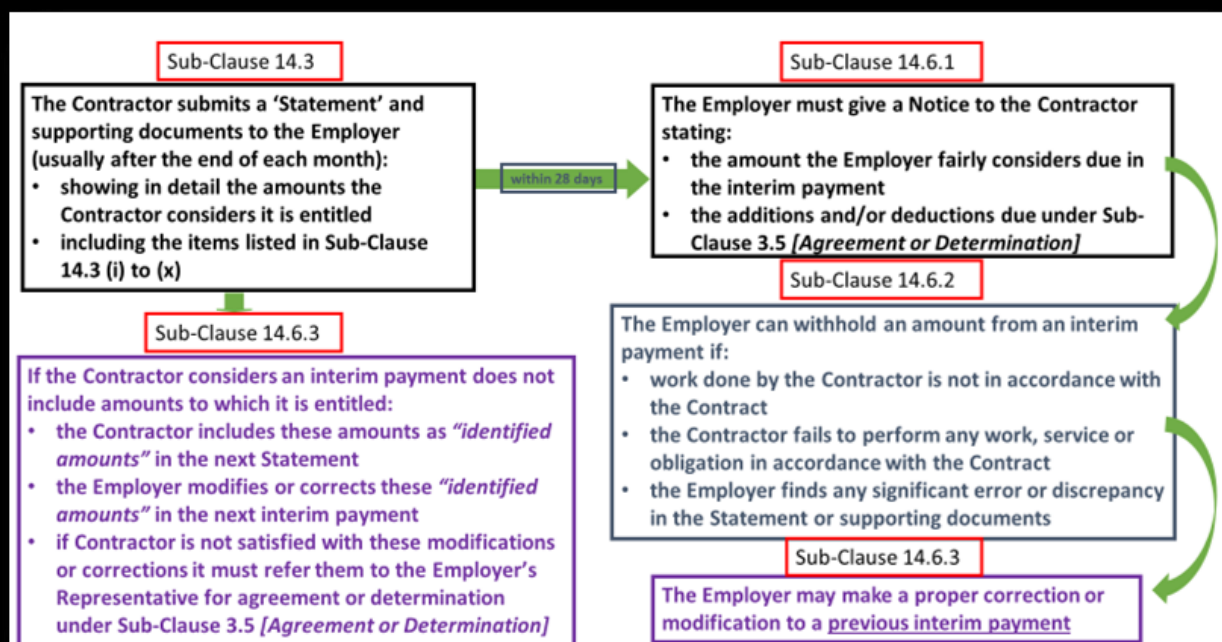 Sub-Clause 14.3
The Contractor submits a ‘Statement’ and
supporting documents to the Employer
(usually after the end of each month):
• showing in detail the amounts the
Contractor considers it is entitled
• including the items listed in Sub-Clause
14.3 (i) to (x)
within 28 days
Sub-Clause 14.6.1
The Employer must give a Notice to the Contractor
stating:
• the amount the Employer fairly considers due in
the interim payment
• the additions and/or deductions due under Sub-
Clause 3.5 [Agreement or Determination]
Sub-Clause 14.6.2
The Employer can withhold an amount from an interim
payment if:
• work done by the Contractor is not in accordance with
the Contract
• the Contractor fails to perform any work, service or
obligation in accordance with the Contract
• the Employer finds any significant error or discrepancy
in the Statement or supporting documents
Sub-Clause 14.6.3
The Employer may make a proper correction or
modification to a previous interim payment
Sub-Clause 14.6.3
If the Contractor considers an interim payment does not
include amounts to which it is entitled:
• the Contractor includes these amounts as “identified
amounts” in the next Statement
• the Employer modifies or corrects these “identified
amounts” in the next interim payment
• if Contractor is not satisfied with these modifications
or corrections it must refer them to the Employer’s
Representative for agreement or determination
under Sub-Clause 3.5 [Agreement or Determination]